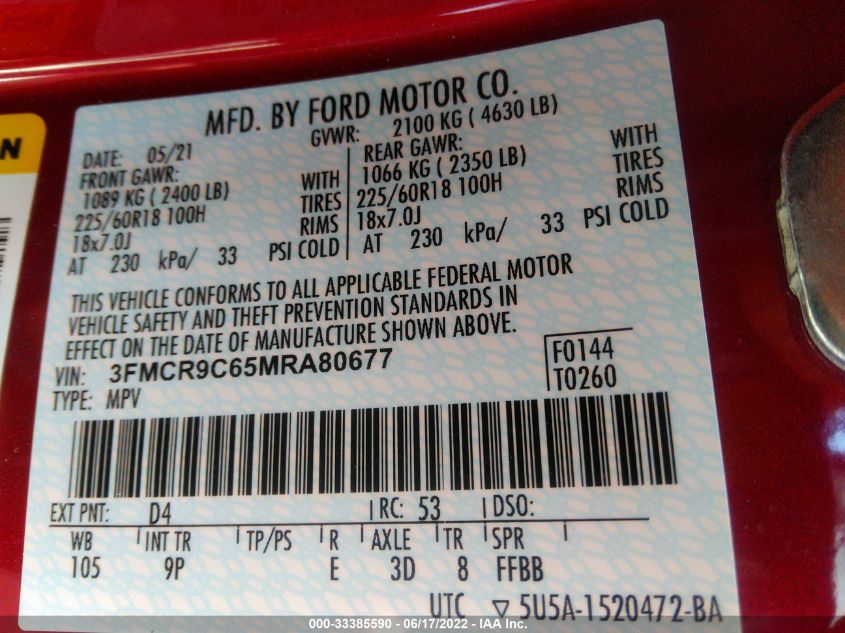 N
MFD. BY FORD MOTOR CO.
DATE: 05/21 GVWR: 2100 KG ( 4630 LB)
FRONT GAWR: REAR GAWR:
1089 KG ( 2400 LB) WITH 1066 KG ( 2350 LB) WITH
225/60R18 100H TIRES 225/60R18 100H TIRES
18x7.0J RIMS 18x7.0J RIMS
AT 230 kPa/ 33 PSI COLD AT 230 kPa/ 33 PSI COLD
THIS VEHICLE CONFORMS TO ALL APPLICABLE FEDERAL MOTOR
VEHICLE SAFETY AND THEFT PREVENTION STANDARDS IN
EFFECT ON THE DATE OF MANUFACTURE SHOWN ABOVE.
VIN: 3FMCR9C65MRA80677 F0144
TYPE: MPV T0260
EXT PNT: D4 RC: 53 DSO:
WB INT TR TP/PS R AXLE TR SPR
105 9P E 3D 8 FFBB
UTC ▽ 5U5A-1520472-BA
000-33385590 - 06/17/2022 - IAA Inc.